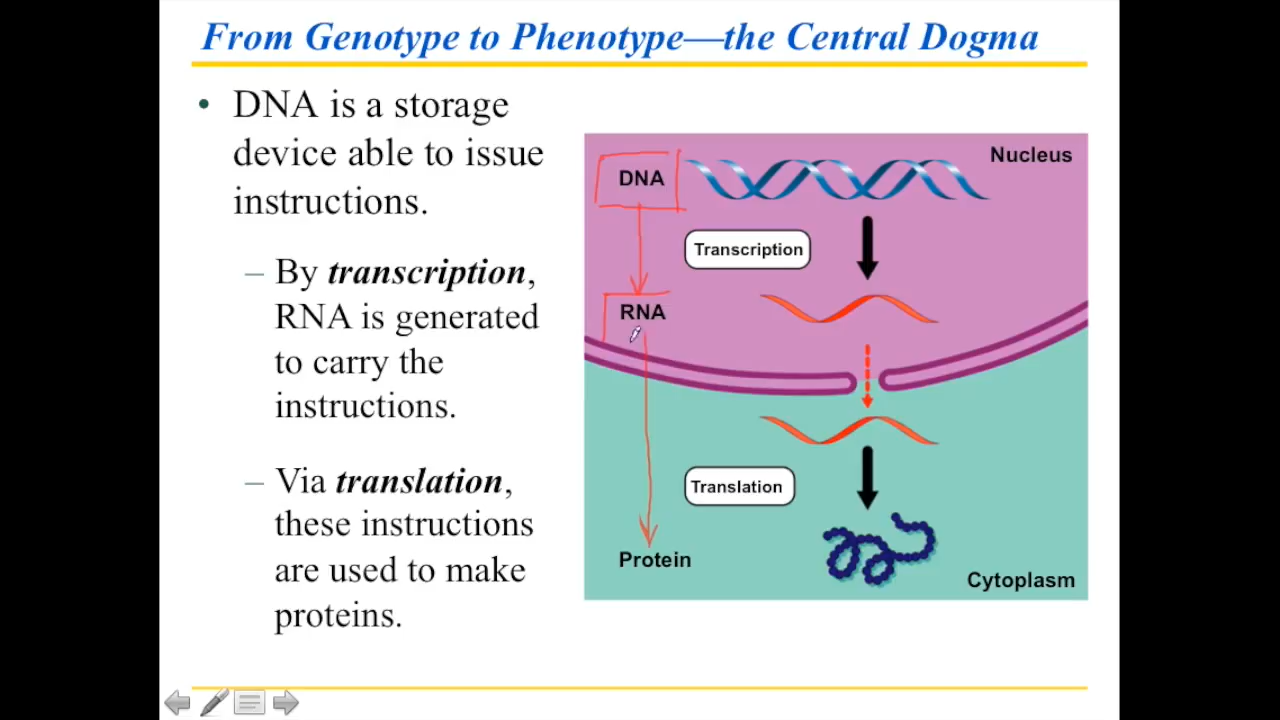 From Genotype to Phenotype—the Central Dogma
• DNA is a storage
device able to issue
instructions.
– By transcription,
RNA is generated
to carry the
instructions.
– Via translation,
these instructions
are used to make
proteins.
Nucleus
DNA
Transcription
RNA
Translation
Protein
Cytoplasm